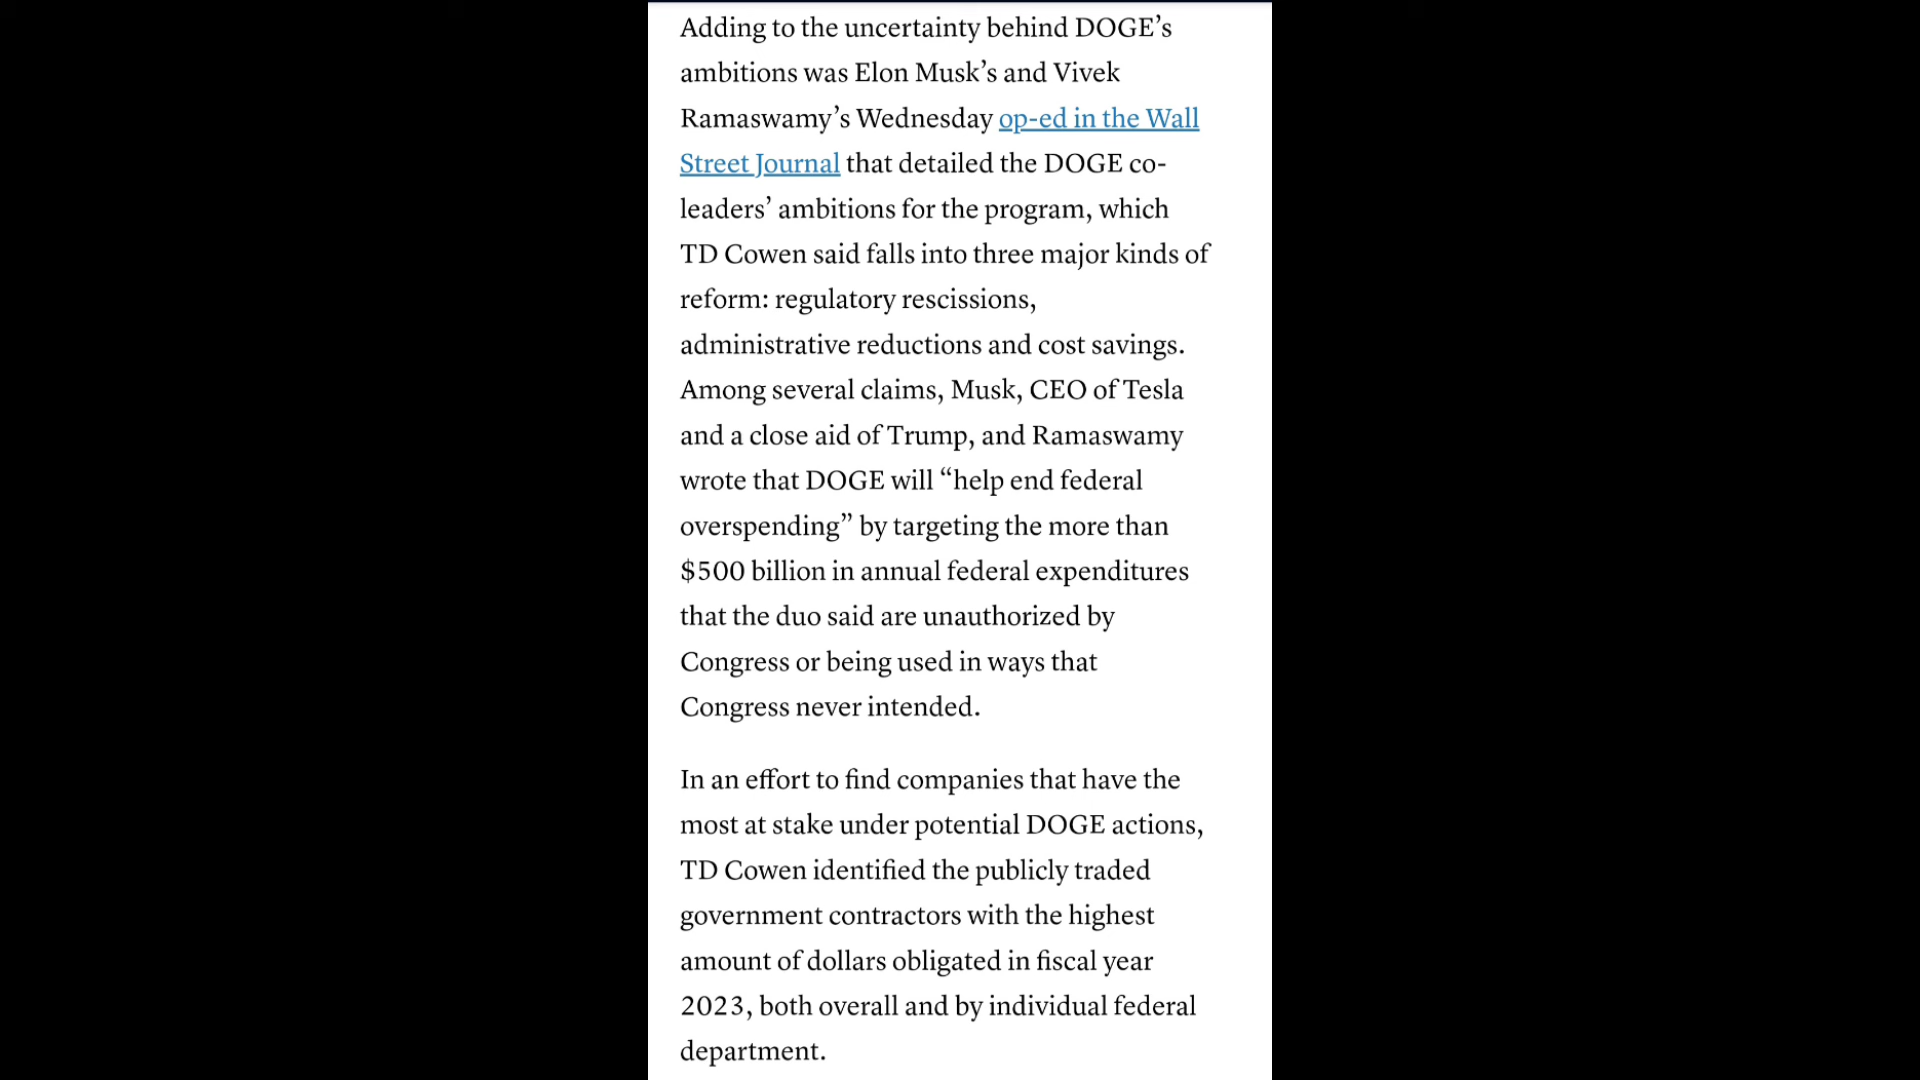 Adding to the uncertainty behind DOGE’s
ambitions was Elon Musk’s and Vivek
Ramaswamy’s Wednesday op-ed in the Wall
Street Journal that detailed the DOGE co-
leaders’ ambitions for the program, which
TD Cowen said falls into three major kinds of
reform: regulatory rescissions,
administrative reductions and cost savings.
Among several claims, Musk, CEO of Tesla
and a close aid of Trump, and Ramaswamy
wrote that DOGE will “help end federal
overspending” by targeting the more than
$500 billion in annual federal expenditures
that the duo said are unauthorized by
Congress or being used in ways that
Congress never intended.
In an effort to find companies that have the
most at stake under potential DOGE actions,
TD Cowen identified the publicly traded
government contractors with the highest
amount of dollars obligated in fiscal year
2023, both overall and by individual federal
department.